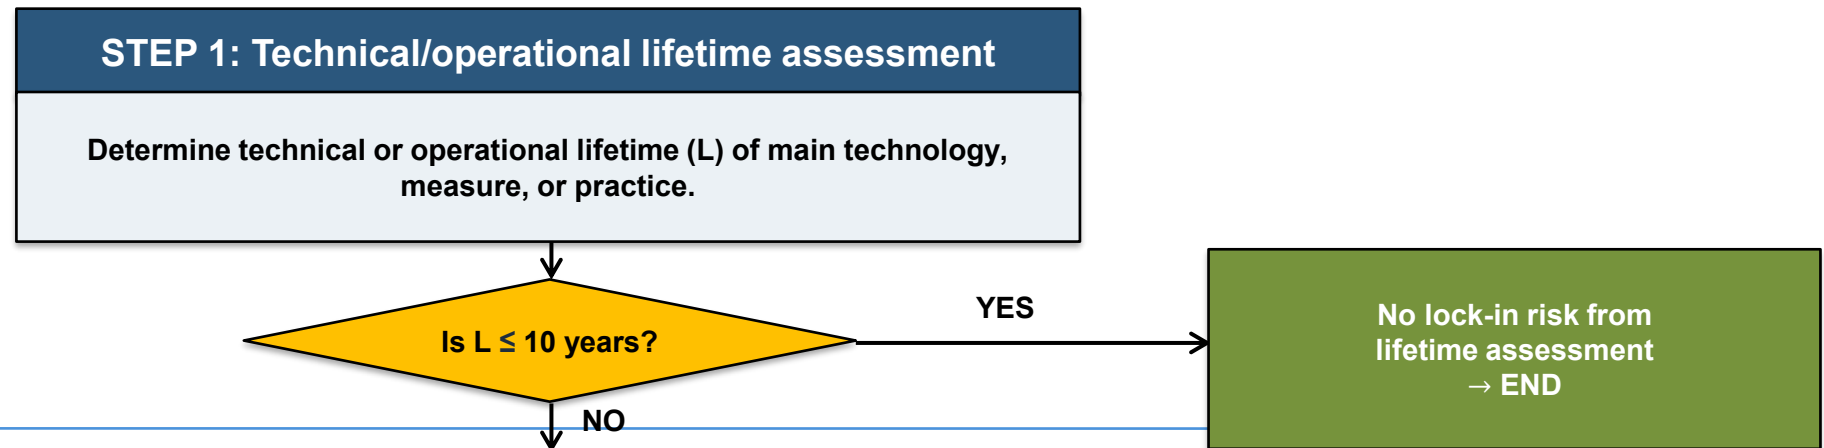 STEP 1: Technical/operational lifetime assessment
Determine technical or operational lifetime (L) of main technology,
measure, or practice.
Is L ≤ 10 years?
YES
No lock-in risk from
lifetime assessment
→ END
NO